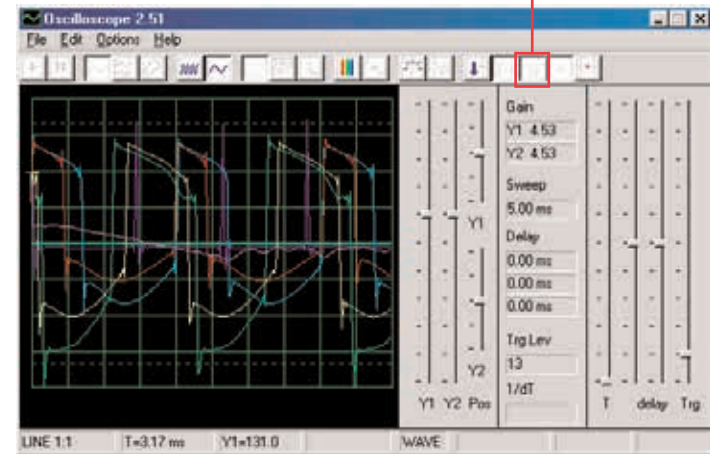 Oscilloscope 2.51
File Edit Options Help
Gain
Y1 4.53
Y2 4.53
Sweep
5.00 ms
Y1
Delay
0.00 ms
0.00 ms
0.00 ms
Trg Lev
13
Y2
1/dT
Y1 Y2 Pos
T delay Trg
LINE 1:1 T=3.17 ms Y1=131.0 WAVE